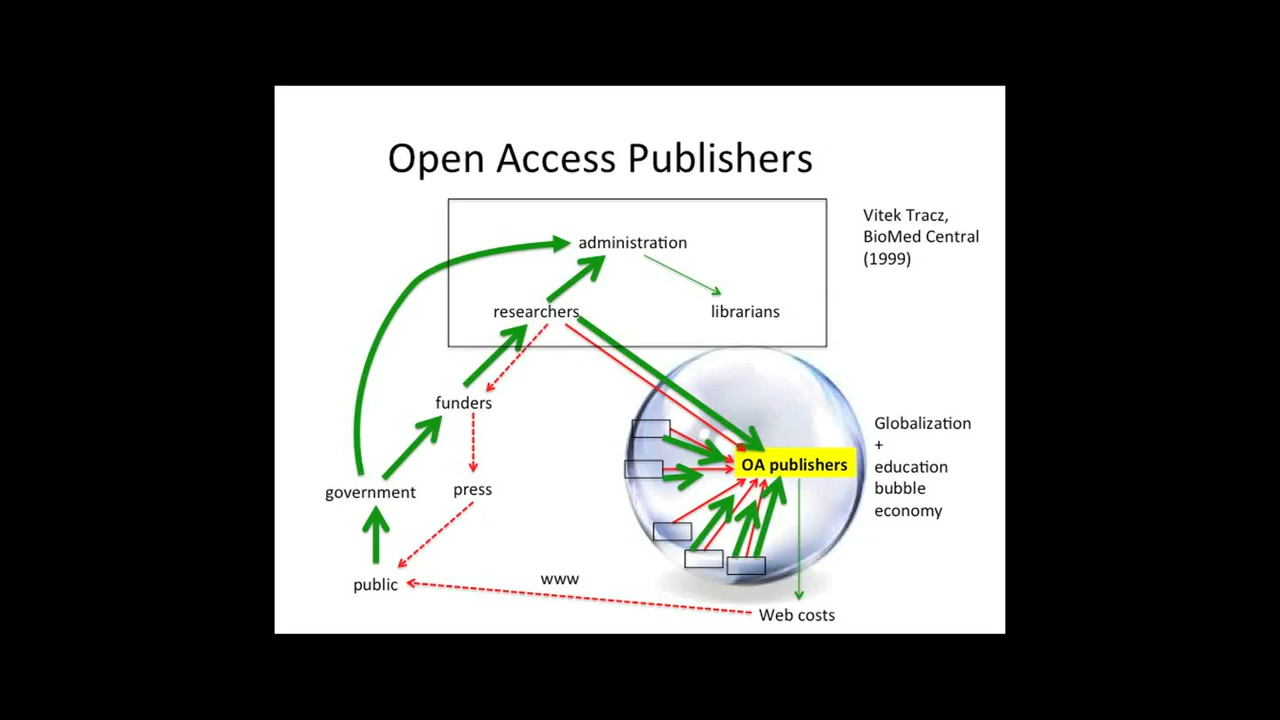 Open Access Publishers
Vitek Tracz,
BioMed Central
(1999)
administration
researchers
librarians
funders
Globalization
+
education
bubble
economy
OA publishers
government
press
public
www
Web costs